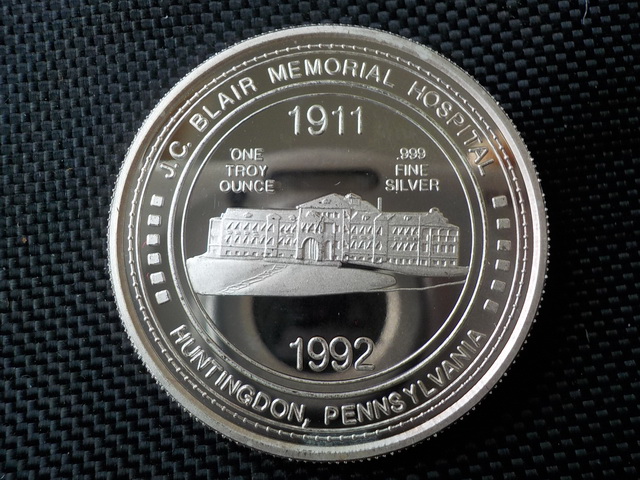 J.C. BLAIR MEMORIAL HOSPITAL
1911
ONE
TROY
OUNCE
.999
FINE
SILVER
1992
HUNTINGDON, PENNSYLVANIA